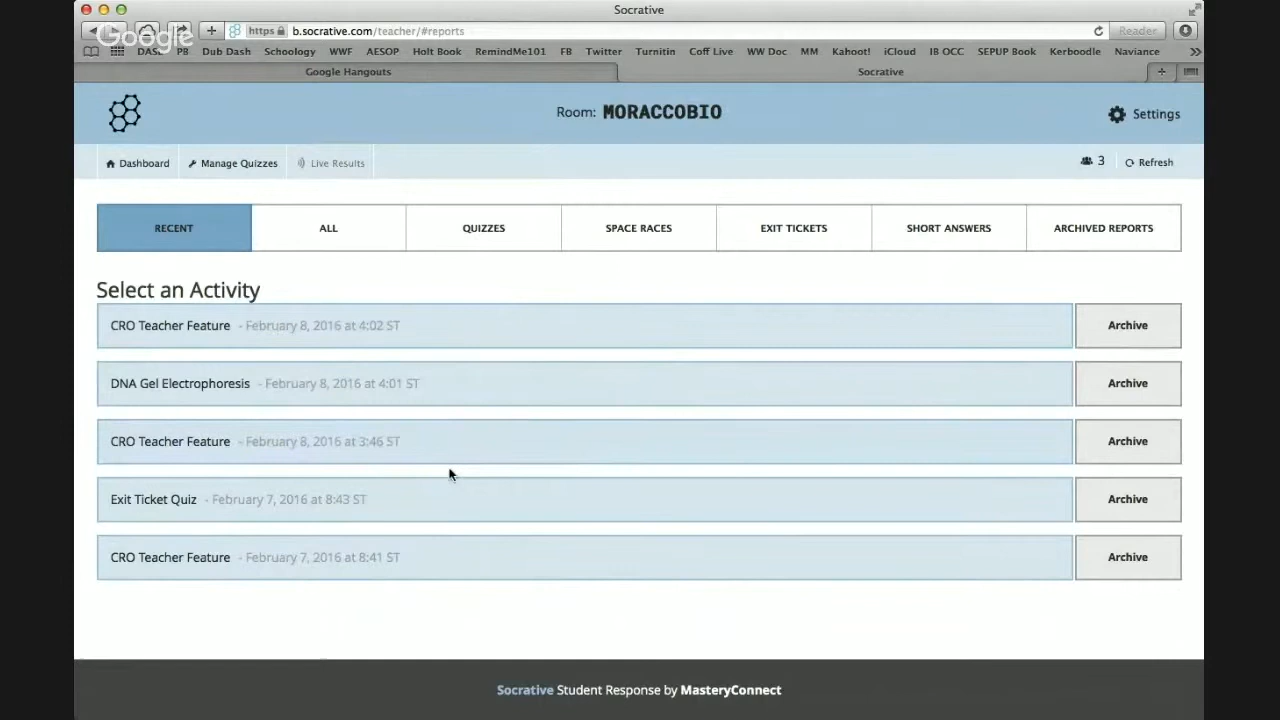 Socrative
Google
https b.socrative.com/teacher/#reports Reader
DASL PB Dub Dash Schoology WWF AESOP Holt Book RemindMe101 FB Twitter Turnitin Coff Live WW Doc MM Kahoot! iCloud IB OCC SEPUP Book Kerboodle Naviance
Google Hangouts Socrative
Room: MORACCOBIO Settings
Dashboard Manage Quizzes Live Results 3 Refresh
RECENT ALL QUIZZES SPACE RACES EXIT TICKETS SHORT ANSWERS ARCHIVED REPORTS
Select an Activity
CRO Teacher Feature - February 8, 2016 at 4:02 ST Archive
DNA Gel Electrophoresis - February 8, 2016 at 4:01 ST Archive
CRO Teacher Feature - February 8, 2016 at 3:46 ST Archive
Exit Ticket Quiz - February 7, 2016 at 8:43 ST Archive
CRO Teacher Feature - February 7, 2016 at 8:41 ST Archive
Socrative Student Response by MasteryConnect